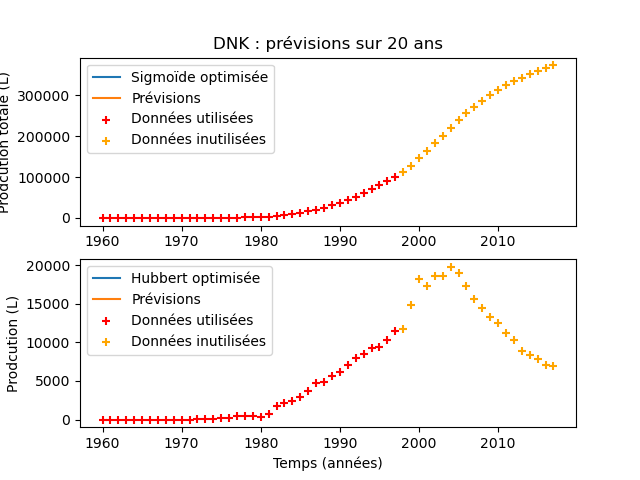 DNK : prévisions sur 20 ans
Prodcution totale (L)
300000
200000
100000
0
Sigmoïde optimisée
Prévisions
Données utilisées
Données inutilisées
1960 1970 1980 1990 2000 2010
Prodcution (L)
20000
15000
10000
5000
0
Hubbert optimisée
Prévisions
Données utilisées
Données inutilisées
1960 1970 1980 1990 2000 2010
Temps (années)